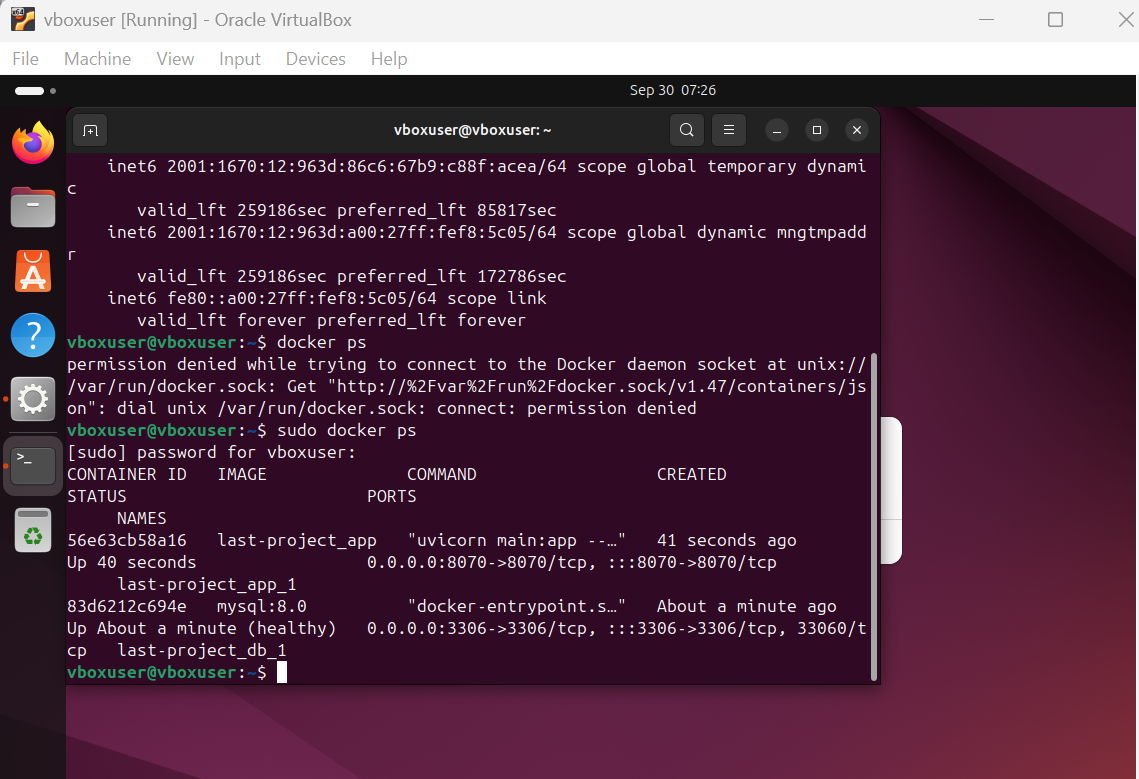 vboxuser [Running] - Oracle VirtualBox
File Machine View Input Devices Help
Sep 30 07:26
vboxuser@vboxuser: ~
inet6 2001:1670:12:963d:86c6:67b9:c88f:acea/64 scope global temporary dynami
c
valid_lft 259186sec preferred_lft 85817sec
inet6 2001:1670:12:963d:a00:27ff:fef8:5c05/64 scope global dynamic mngtmpadd
r
valid_lft 259186sec preferred_lft 172786sec
inet6 fe80::a00:27ff:fef8:5c05/64 scope link
valid_lft forever preferred_lft forever
vboxuser@vboxuser:~$ docker ps
permission denied while trying to connect to the Docker daemon socket at unix://
/var/run/docker.sock: Get "http://%2Fvar%2Frun%2Fdocker.sock/v1.47/containers/js
on": dial unix /var/run/docker.sock: connect: permission denied
vboxuser@vboxuser:~$ sudo docker ps
[sudo] password for vboxuser:
CONTAINER ID   IMAGE              COMMAND                  CREATED
STATUS                        PORTS
NAMES
56e63cb58a16   last-project_app   "uvicorn main:app --…"   41 seconds ago
Up 40 seconds                 0.0.0.0:8070->8070/tcp, :::8070->8070/tcp
last-project_app_1
83d6212c694e   mysql:8.0          "docker-entrypoint.s…"   About a minute ago
Up About a minute (healthy)   0.0.0.0:3306->3306/tcp, :::3306->3306/tcp, 33060/t
cp   last-project_db_1
vboxuser@vboxuser:~$